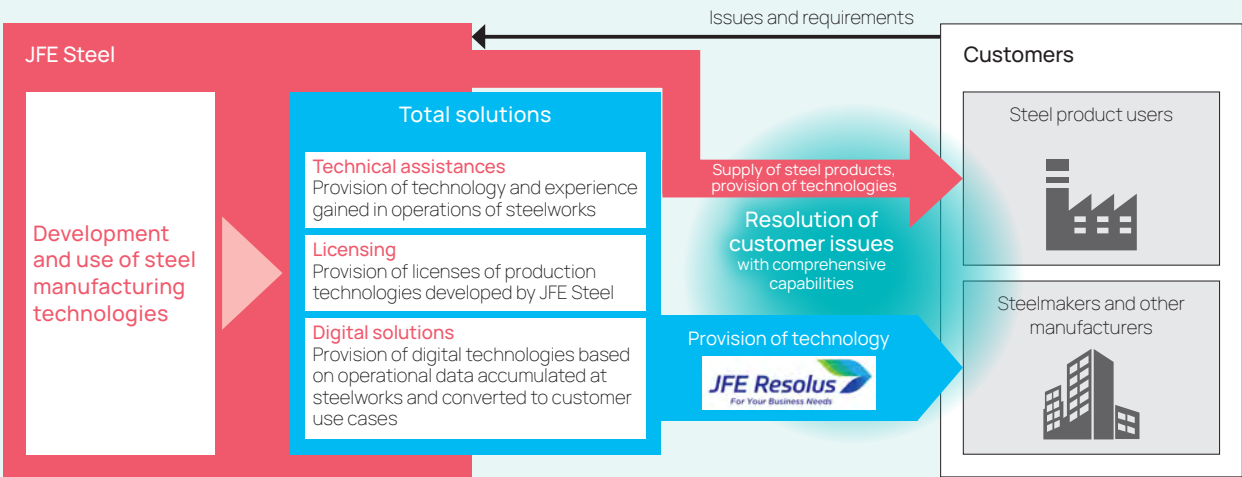 Issues and requirements
JFE Steel
Development
and use of steel
manufacturing
technologies
Total solutions
Technical assistances
Provision of technology and experience
gained in operations of steelworks
Licensing
Provision of licenses of production
technologies developed by JFE Steel
Digital solutions
Provision of digital technologies based
on operational data accumulated at
steelworks and converted to customer
use cases
Supply of steel products,
provision of technologies
Resolution of
customer issues
with comprehensive
capabilities
Provision of technology
JFE Resolus
For Your Business Needs
Customers
Steel product users
Steelmakers and other
manufacturers